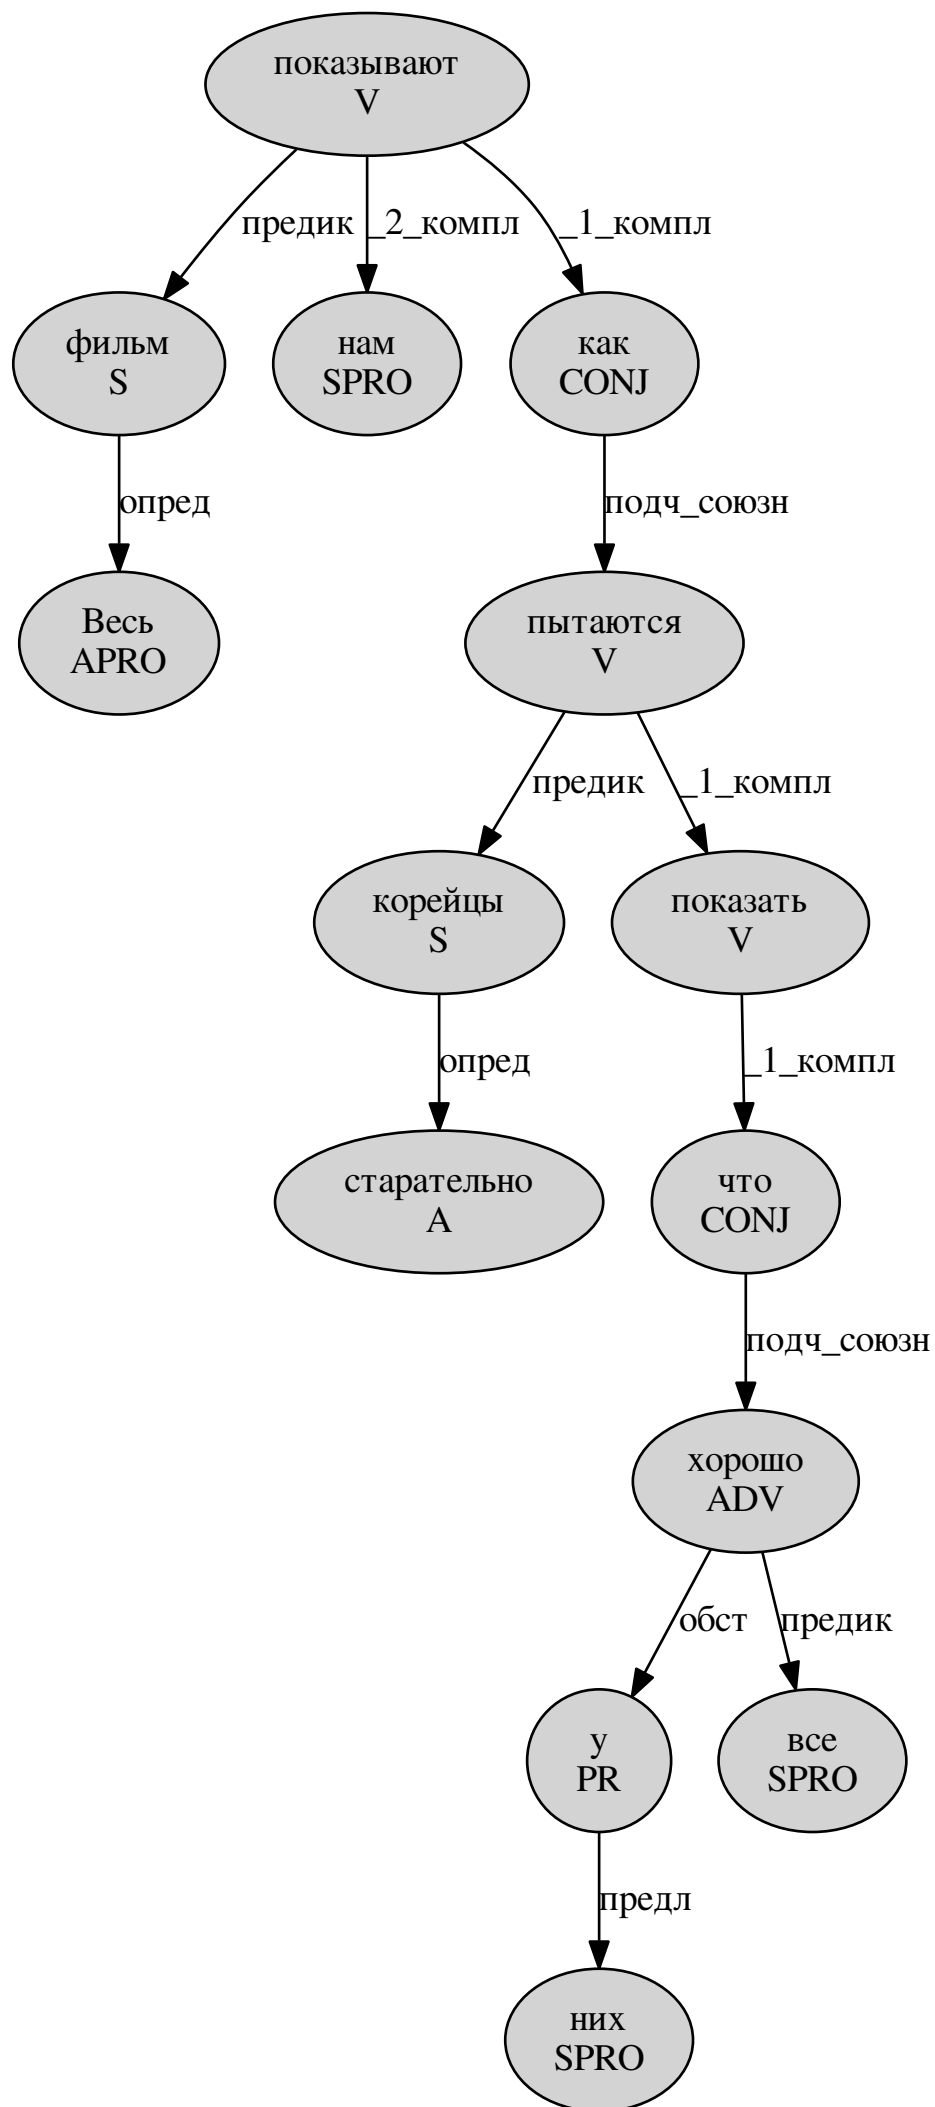 показывают
V
предик
_2_компл
_1_компл
фильм
S
нам
SPRO
как
CONJ
опред
подч_союзн
Весь
APRO
пытаются
V
предик
_1_компл
корейцы
S
показать
V
опред
_1_компл
старательно
A
что
CONJ
подч_союзн
хорошо
ADV
обст
предик
у
PR
все
SPRO
предл
них
SPRO